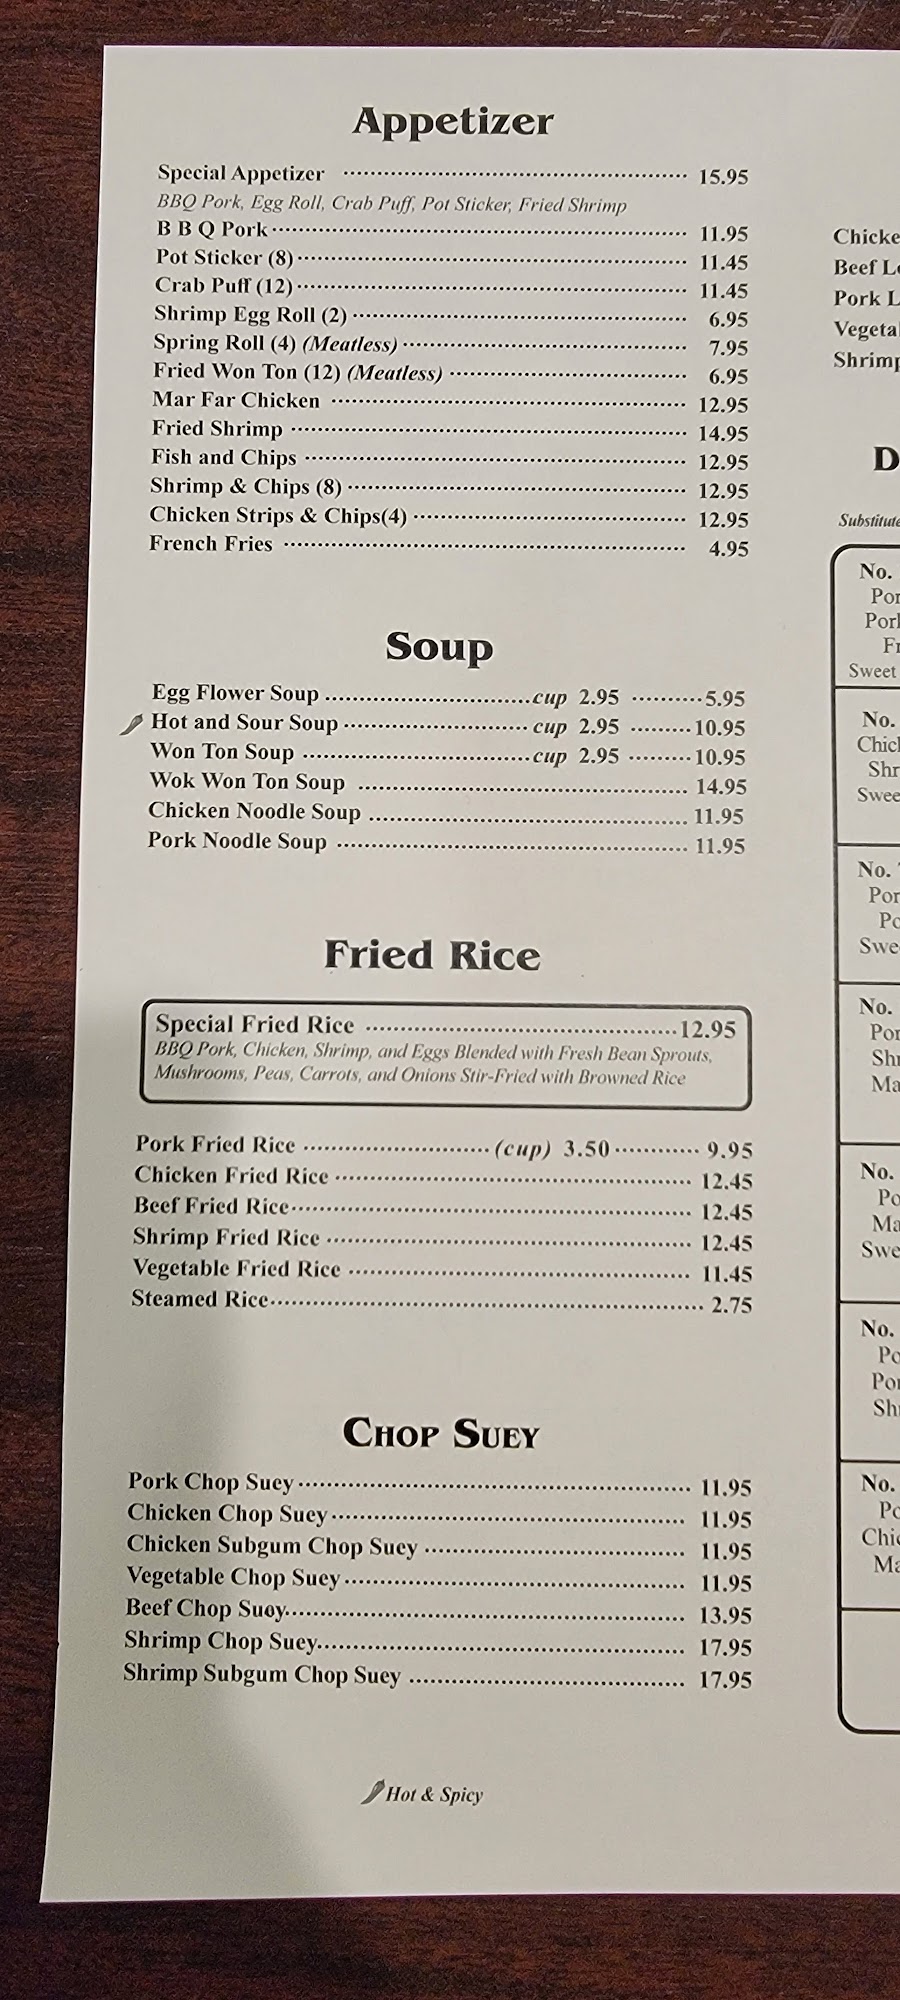 Appetizer
Special Appetizer 15.95
BBQ Pork, Egg Roll, Crab Puff, Pot Sticker, Fried Shrimp
B B Q Pork 11.95
Pot Sticker (8) 11.45
Crab Puff (12) 11.45
Shrimp Egg Roll (2) 6.95
Spring Roll (4) (Meatless) 7.95
Fried Won Ton (12) (Meatless) 6.95
Mar Far Chicken 12.95
Fried Shrimp 14.95
Fish and Chips 12.95
Shrimp & Chips (8) 12.95
Chicken Strips & Chips(4) 12.95
French Fries 4.95
Soup
Egg Flower Soup cup 2.95 5.95
Hot and Sour Soup cup 2.95 10.95
Won Ton Soup cup 2.95 10.95
Wok Won Ton Soup 14.95
Chicken Noodle Soup 11.95
Pork Noodle Soup 11.95
Fried Rice
Special Fried Rice 12.95
BBQ Pork, Chicken, Shrimp, and Eggs Blended with Fresh Bean Sprouts,
Mushrooms, Peas, Carrots, and Onions Stir-Fried with Browned Rice
Pork Fried Rice (cup) 3.50 9.95
Chicken Fried Rice 12.45
Beef Fried Rice 12.45
Shrimp Fried Rice 12.45
Vegetable Fried Rice 11.45
Steamed Rice 2.75
CHOP SUEY
Pork Chop Suey 11.95
Chicken Chop Suey 11.95
Chicken Subgum Chop Suey 11.95
Vegetable Chop Suey 11.95
Beef Chop Suey 13.95
Shrimp Chop Suey 17.95
Shrimp Subgum Chop Suey 17.95
Hot & Spicy
Beef
Pork
No.
Sweet
No.
No.
No.
No.
No.
No.